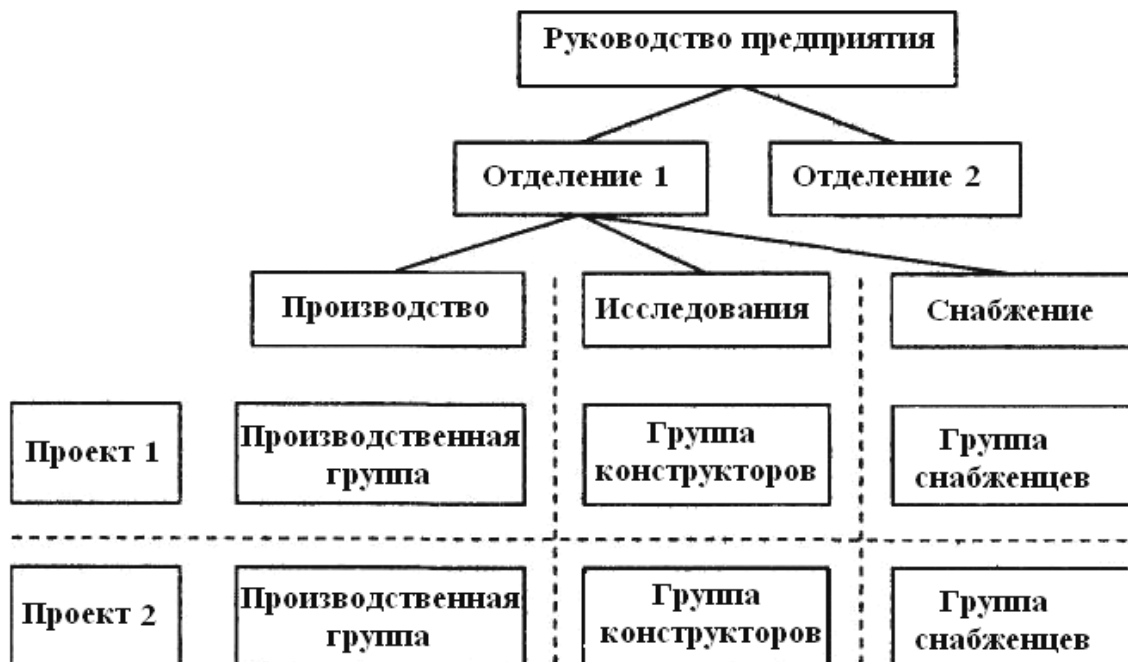 Руководство предприятия
Отделение 1
Отделение 2
Производство
Исследования
Снабжение
Проект 1
Производственная
группа
Группа
конструкторов
Группа
снабженцев
Проект 2
Производственная
группа
Группа
конструкторов
Группа
снабженцев